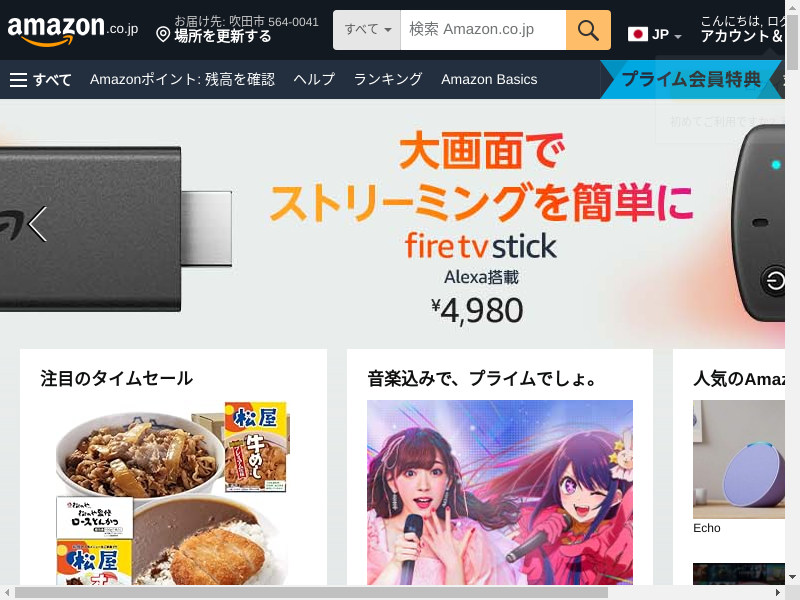 amazon.co.jp
お届け先: 吹田市 564-0041
場所を更新する
すべて
検索 Amazon.co.jp
JP
こんにちは, ログ
アカウント＆
すべて
Amazonポイント: 残高を確認
ヘルプ
ランキング
Amazon Basics
プライム会員特典
初めてご利用ですか?
大画面で
ストリーミングを簡単に
fire tv stick
Alexa搭載
¥4,980
注目のタイムセール
音楽込みで、プライムでしょ。
人気のAmaz
松屋
牛めし
松のや監修
ロースとんかつ
松屋
Echo